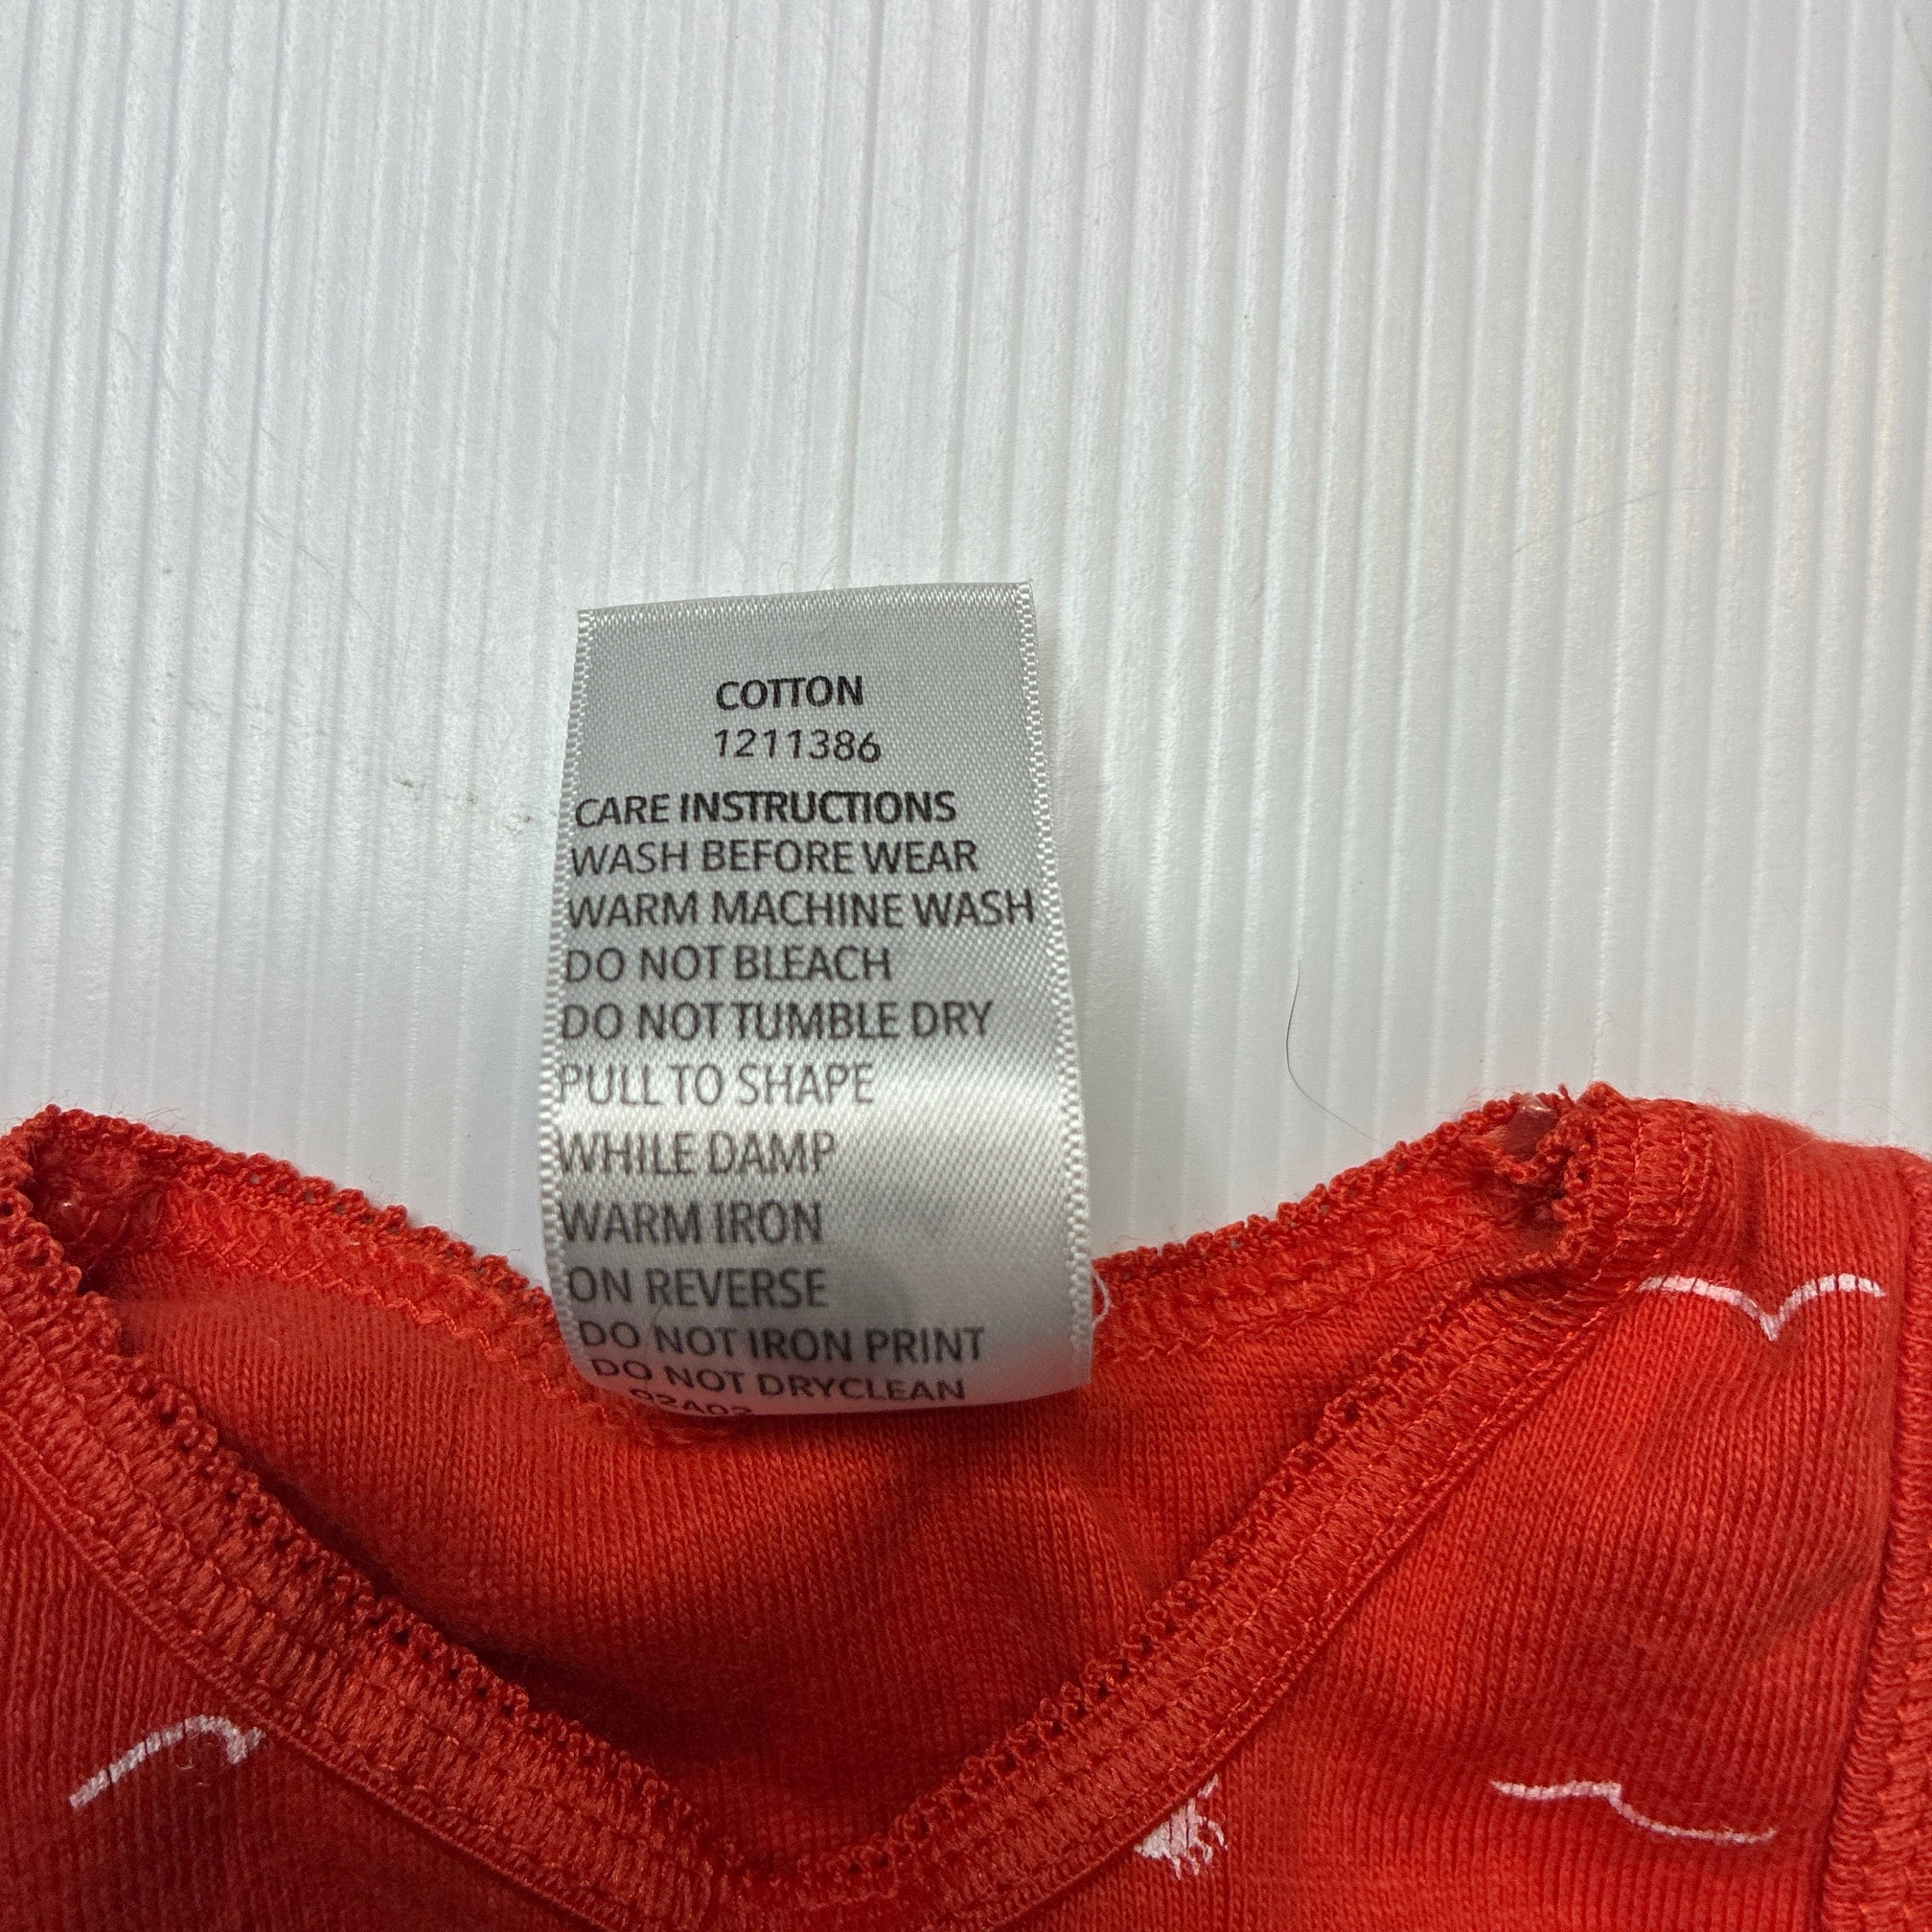 COTTON
1211386
CARE INSTRUCTIONS
WASH BEFORE WEAR
WARM MACHINE WASH
DO NOT BLEACH
DO NOT TUMBLE DRY
PULL TO SHAPE
WHILE DAMP
WARM IRON
ON REVERSE
DO NOT IRON PRINT
DO NOT DRYCLEAN